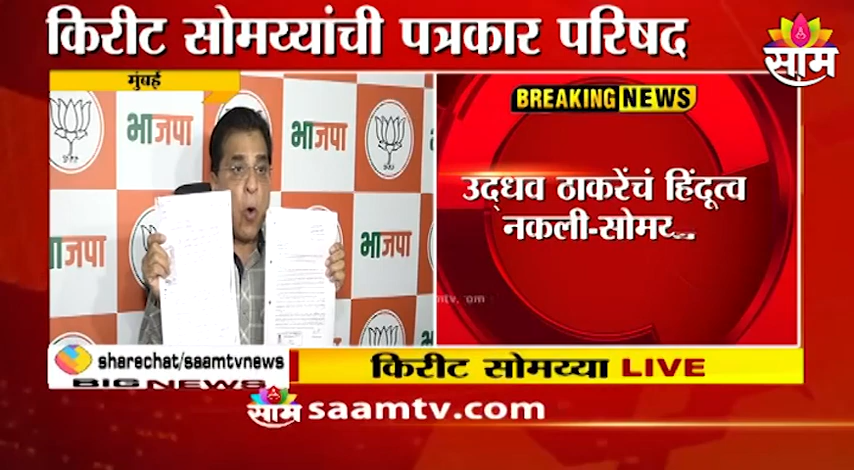 किरीट सोमय्यांची पत्रकार परिषद
साम
मुंबई
भाजपा
भाजपा
भाजपा
भाजपा
BREAKING NEWS
उद्धव ठाकरेंचं हिंदूत्व
नकली-सोमय
sharechat/saamtvnews
BIG NEWS
किरीट सोमय्या LIVE
साम saamtv.com